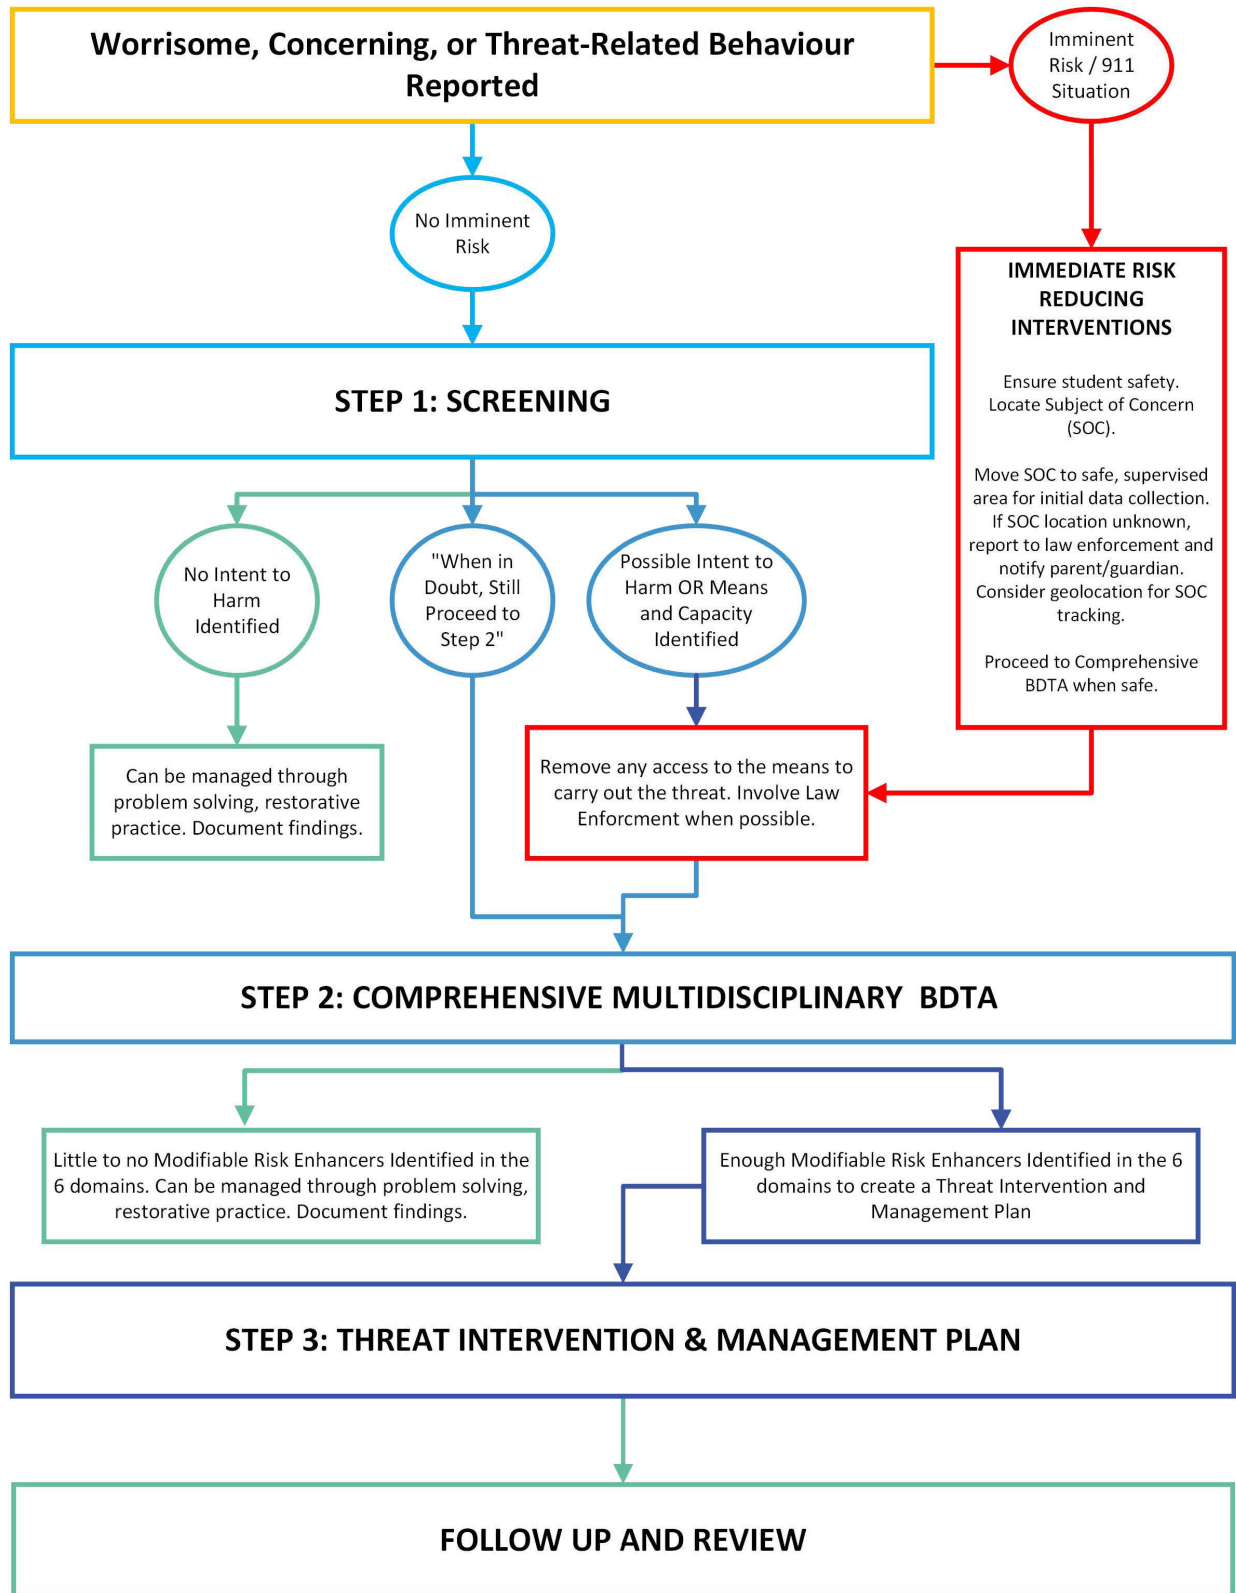 Worrisome, Concerning, or Threat-Related Behaviour
Reported
Imminent
Risk / 911
Situation
No Imminent
Risk
IMMEDIATE RISK
REDUCING
INTERVENTIONS
Ensure student safety.
Locate Subject of Concern
(SOC).
Move SOC to safe, supervised
area for initial data collection.
If SOC location unknown,
report to law enforcement and
notify parent/guardian.
Consider geolocation for SOC
tracking.
Proceed to Comprehensive
BDTA when safe.
STEP 1: SCREENING
No Intent to
Harm
Identified
"When in
Doubt, Still
Proceed to
Step 2"
Possible Intent to
Harm OR Means
and Capacity
Identified
Can be managed through
problem solving, restorative
practice. Document findings.
Remove any access to the means to
carry out the threat. Involve Law
Enforcment when possible.
STEP 2: COMPREHENSIVE MULTIDISCIPLINARY  BDTA
Little to no Modifiable Risk Enhancers Identified in the
6 domains. Can be managed through problem solving,
restorative practice. Document findings.
Enough Modifiable Risk Enhancers Identified in the 6
domains to create a Threat Intervention and
Management Plan
STEP 3: THREAT INTERVENTION & MANAGEMENT PLAN
FOLLOW UP AND REVIEW